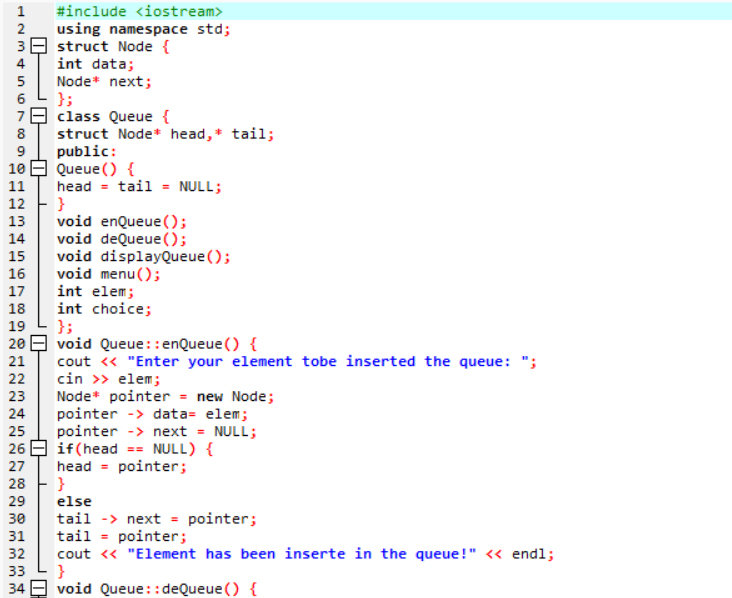 1 #include <iostream>
2 using namespace std;
3 struct Node {
4 int data;
5 Node* next;
6 };
7 class Queue {
8 struct Node* head,* tail;
9 public:
10 Queue() {
11 head = tail = NULL;
12 }
13 void enQueue();
14 void deQueue();
15 void displayQueue();
16 void menu();
17 int elem;
18 int choice;
19 };
20 void Queue::enQueue() {
21 cout << "Enter your element tobe inserted the queue: ";
22 cin >> elem;
23 Node* pointer = new Node;
24 pointer -> data= elem;
25 pointer -> next = NULL;
26 if(head == NULL) {
27 head = pointer;
28 }
29 else
30 tail -> next = pointer;
31 tail = pointer;
32 cout << "Element has been inserte in the queue!" << endl;
33 }
34 void Queue::deQueue() {